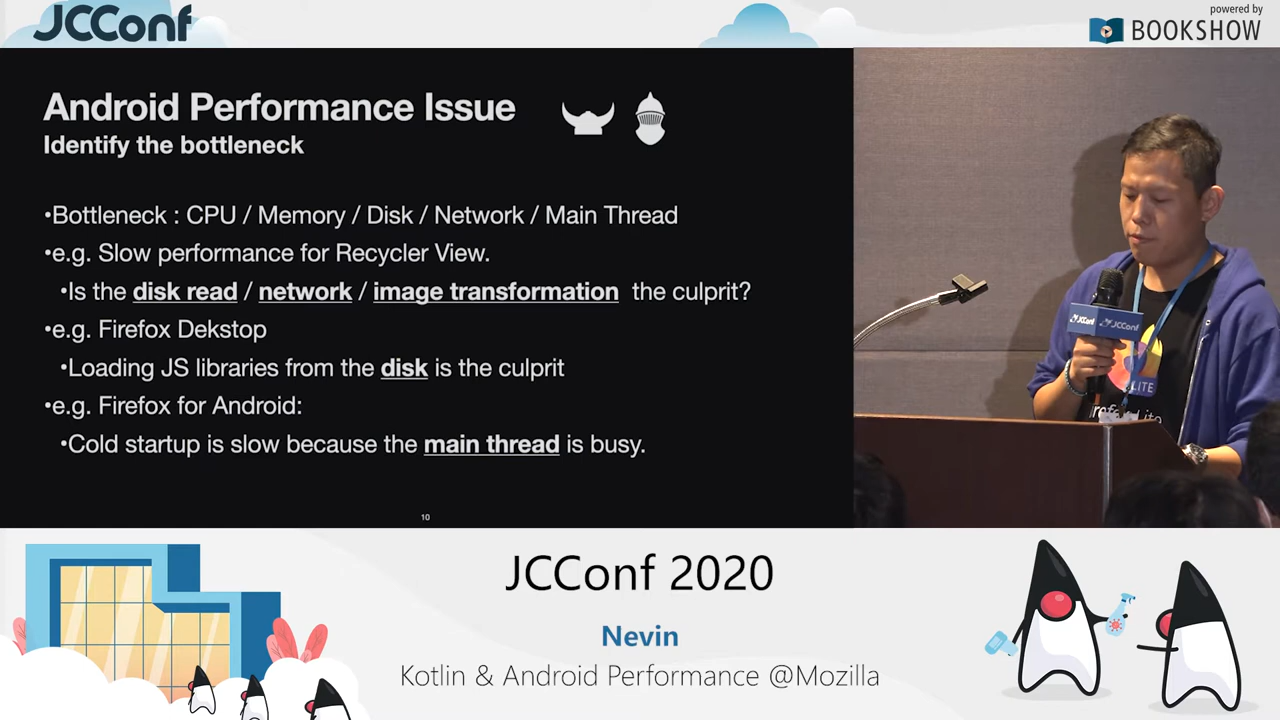 JCConf
powered by
BOOKSHOW
Android Performance Issue
Identify the bottleneck
•Bottleneck : CPU / Memory / Disk / Network / Main Thread
•e.g. Slow performance for Recycler View.
•Is the disk read / network / image transformation the culprit?
•e.g. Firefox Dekstop
•Loading JS libraries from the disk is the culprit
•e.g. Firefox for Android:
•Cold startup is slow because the main thread is busy.
10
JCConf
JCConf
LITE
JCConf 2020
Nevin
Kotlin & Android Performance @Mozilla